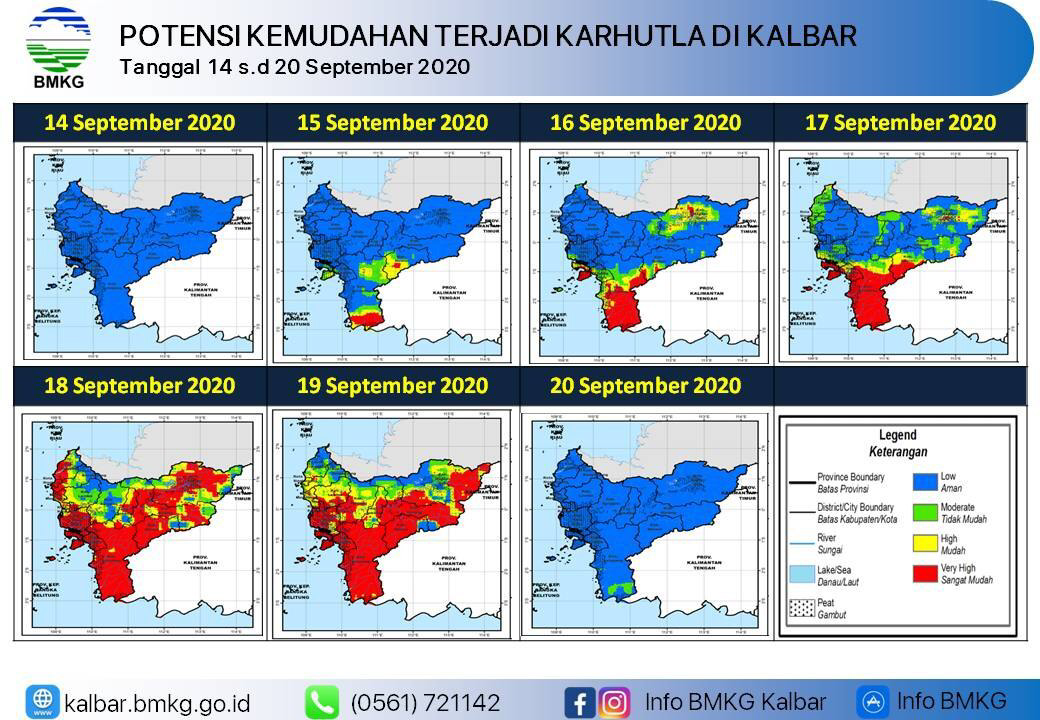 BMKG
POTENSI KEMUDAHAN TERJADI KARHUTLA DI KALBAR
Tanggal 14 s.d 20 September 2020
14 September 2020
15 September 2020
16 September 2020
17 September 2020
PROV. KALIMANTAN TENGAH
PROV. KALIMANTAN TENGAH
PROV. KALIMANTAN TENGAH
PROV. KALIMANTAN TENGAH
18 September 2020
19 September 2020
20 September 2020
PROV. KALIMANTAN TENGAH
PROV. KALIMANTAN TENGAH
PROV. KALIMANTAN TENGAH
Legend
Keterangan
Province Boundary
Batas Provinsi
District/City Boundary
Batas Kabupaten/Kota
River
Sungai
Lake/Sea
Danau/Laut
Peat
Gambut
Low
Aman
Moderate
Tidak Mudah
High
Mudah
Very High
Sangat Mudah
kalbar.bmkg.go.id
(0561) 721142
Info BMKG Kalbar
Info BMKG